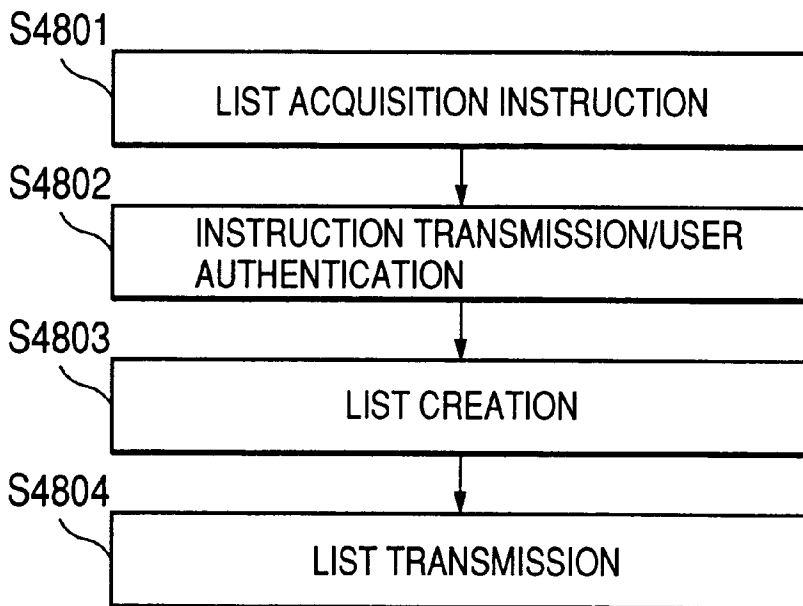 S4801
LIST ACQUISITION INSTRUCTION
S4802
INSTRUCTION TRANSMISSION/USER
AUTHENTICATION
S4803
LIST CREATION
S4804
LIST TRANSMISSION